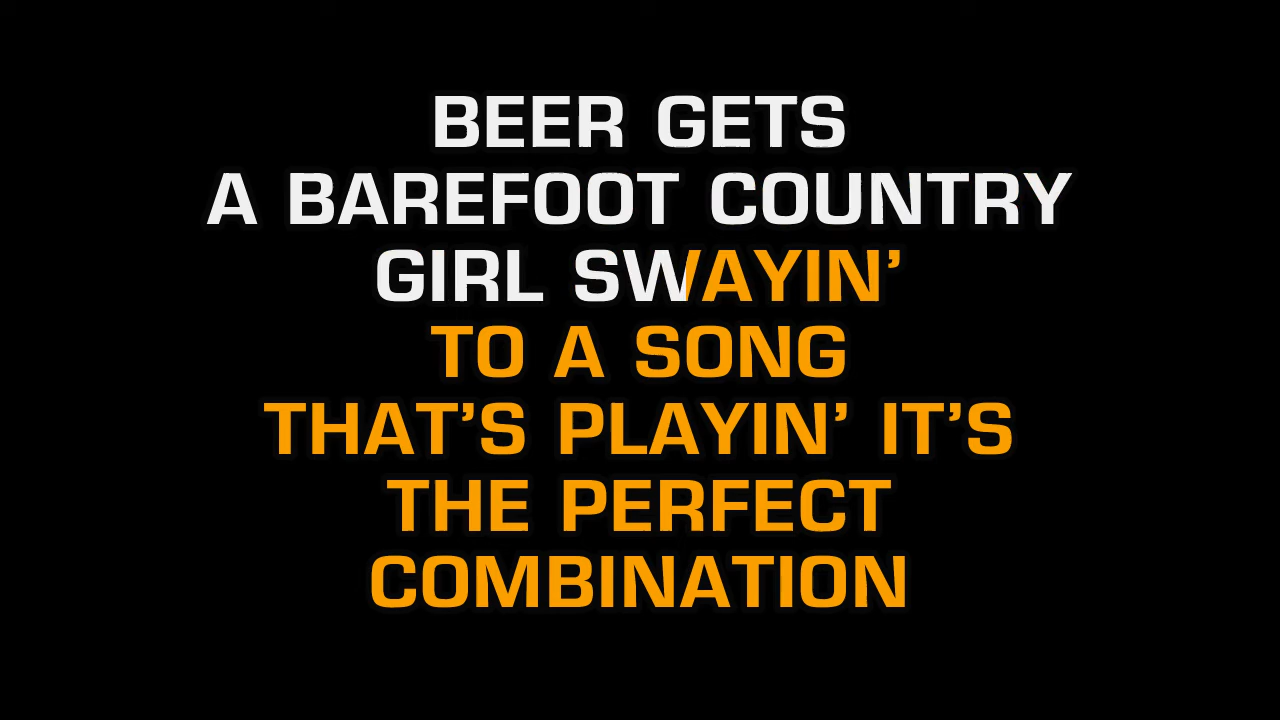 BEER GETS
A BAREFOOT COUNTRY
GIRL SWAYIN’
TO A SONG
THAT’S PLAYIN’ IT’S
THE PERFECT
COMBINATION